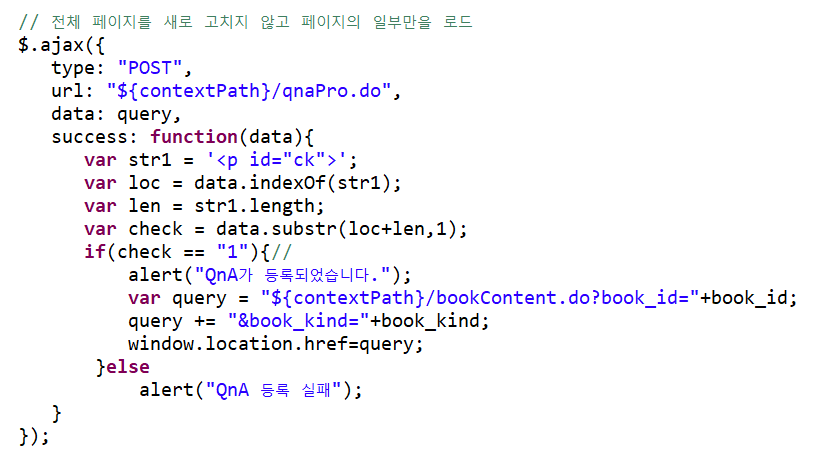 // 전체 페이지를 새로 고치지 않고 페이지의 일부만을 로드
$.ajax({
   type: "POST",
   url: "${contextPath}/qnaPro.do",
   data: query,
   success: function(data){
      var str1 = '<p id="ck">';
      var loc = data.indexOf(str1);
      var len = str1.length;
      var check = data.substr(loc+len,1);
      if(check == "1"){//
          alert("QnA가 등록되었습니다.");
          var query = "${contextPath}/bookContent.do?book_id="+book_id;
          query += "&book_kind="+book_kind;
          window.location.href=query;
       }else
           alert("QnA 등록 실패");
   }
});